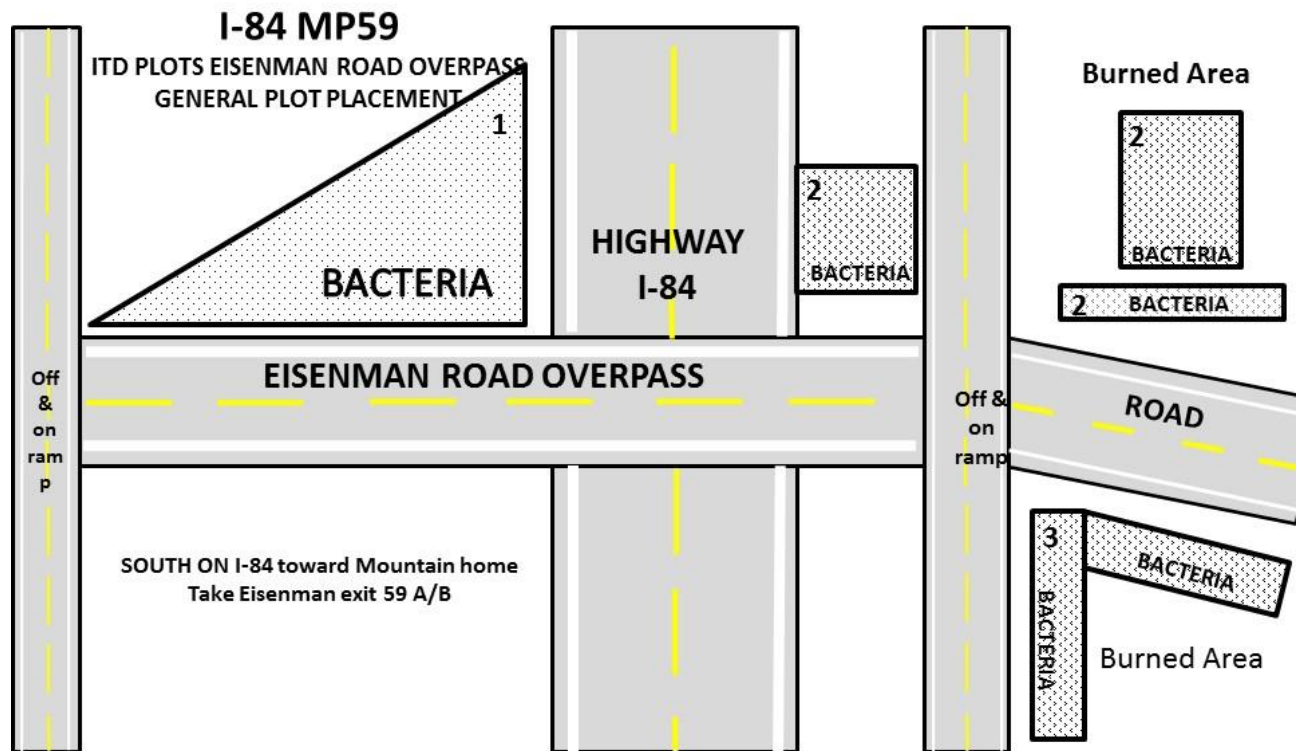 I-84 MP59
ITD PLOTS EISENMAN ROAD OVERPASS
GENERAL PLOT PLACEMENT
1
BACTERIA
HIGHWAY
I-84
2
BACTERIA
Burned Area
2
BACTERIA
2 BACTERIA
EISENMAN ROAD OVERPASS
Off
&
on
ram
p
Off &
on
ramp
ROAD
SOUTH ON I-84 toward Mountain home
Take Eisenman exit 59 A/B
3
BACTERIA
BACTERIA
Burned Area